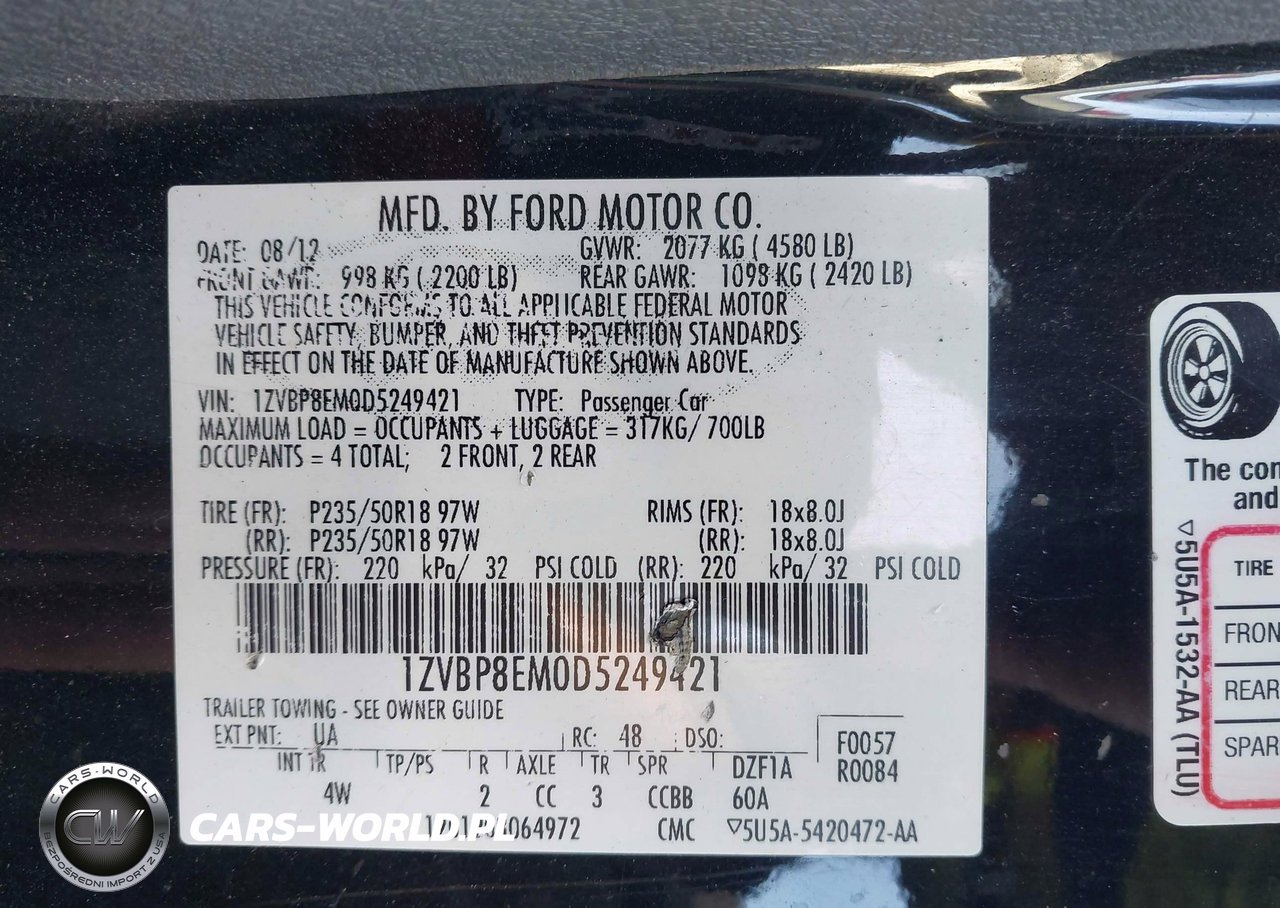 MFD. BY FORD MOTOR CO.
DATE: 08/12 GVWR: 2077 KG ( 4580 LB)
FRONT GAWR: 998 KG ( 2200 LB) REAR GAWR: 1098 KG ( 2420 LB)
THIS VEHICLE CONFORMS TO ALL APPLICABLE FEDERAL MOTOR
VEHICLE SAFETY, BUMPER, AND THEFT PREVENTION STANDARDS
IN EFFECT ON THE DATE OF MANUFACTURE SHOWN ABOVE.
VIN: 1ZVBP8EM0D5249421 TYPE: Passenger Car
MAXIMUM LOAD = OCCUPANTS + LUGGAGE = 317KG/ 700LB
OCCUPANTS = 4 TOTAL; 2 FRONT, 2 REAR
TIRE (FR): P235/50R18 97W RIMS (FR): 18x8.0J
(RR): P235/50R18 97W (RR): 18x8.0J
PRESSURE (FR): 220 kPa/ 32 PSI COLD (RR): 220 kPa/ 32 PSI COLD
1ZVBP8EM0D5249421
TRAILER TOWING - SEE OWNER GUIDE
EXT PNT: UA RC: 48 DSO: F0057
INT TR TP/PS R AXLE TR SPR DZF1A R0084
4W 2 CC 3 CCBB 60A
CMC ▽5U5A-5420472-AA
The con
and
TIRE
FRON
REAR
SPAR
▽5U5A-1532-AA (TLU)
CARS-WORLD
CW
BEZPOŚREDNI IMPORT Z USA
CARS-WORLD.PL